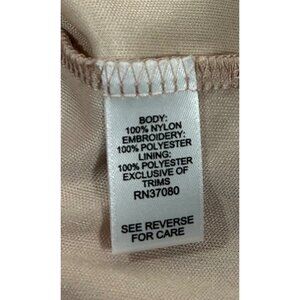 BODY:
100% NYLON
EMBROIDERY:
100% POLYESTER
LINING:
100% POLYESTER
EXCLUSIVE OF
TRIMS
RN37080
SEE REVERSE
FOR CARE